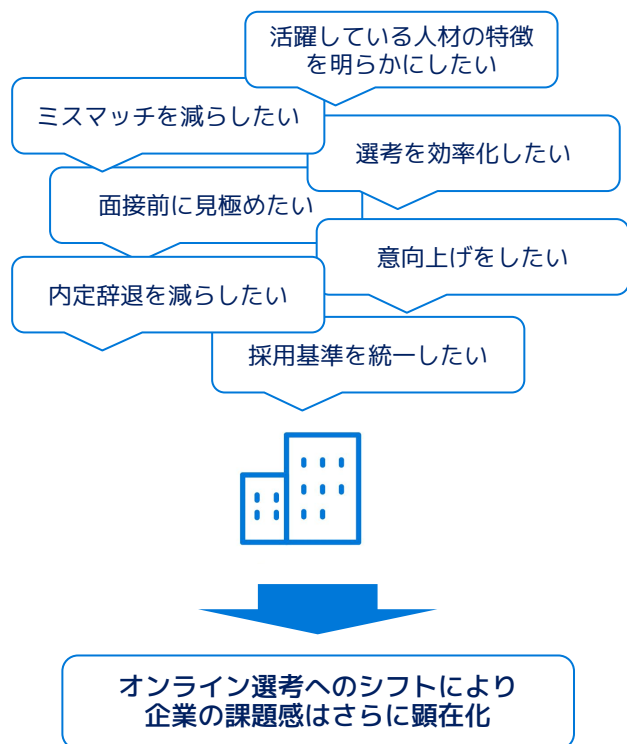 活躍している人材の特徴
を明らかにしたい
ミスマッチを減らしたい
選考を効率化したい
面接前に見極めたい
意向上げをしたい
内定辞退を減らしたい
採用基準を統一したい
オンライン選考へのシフトにより
企業の課題感はさらに顕在化